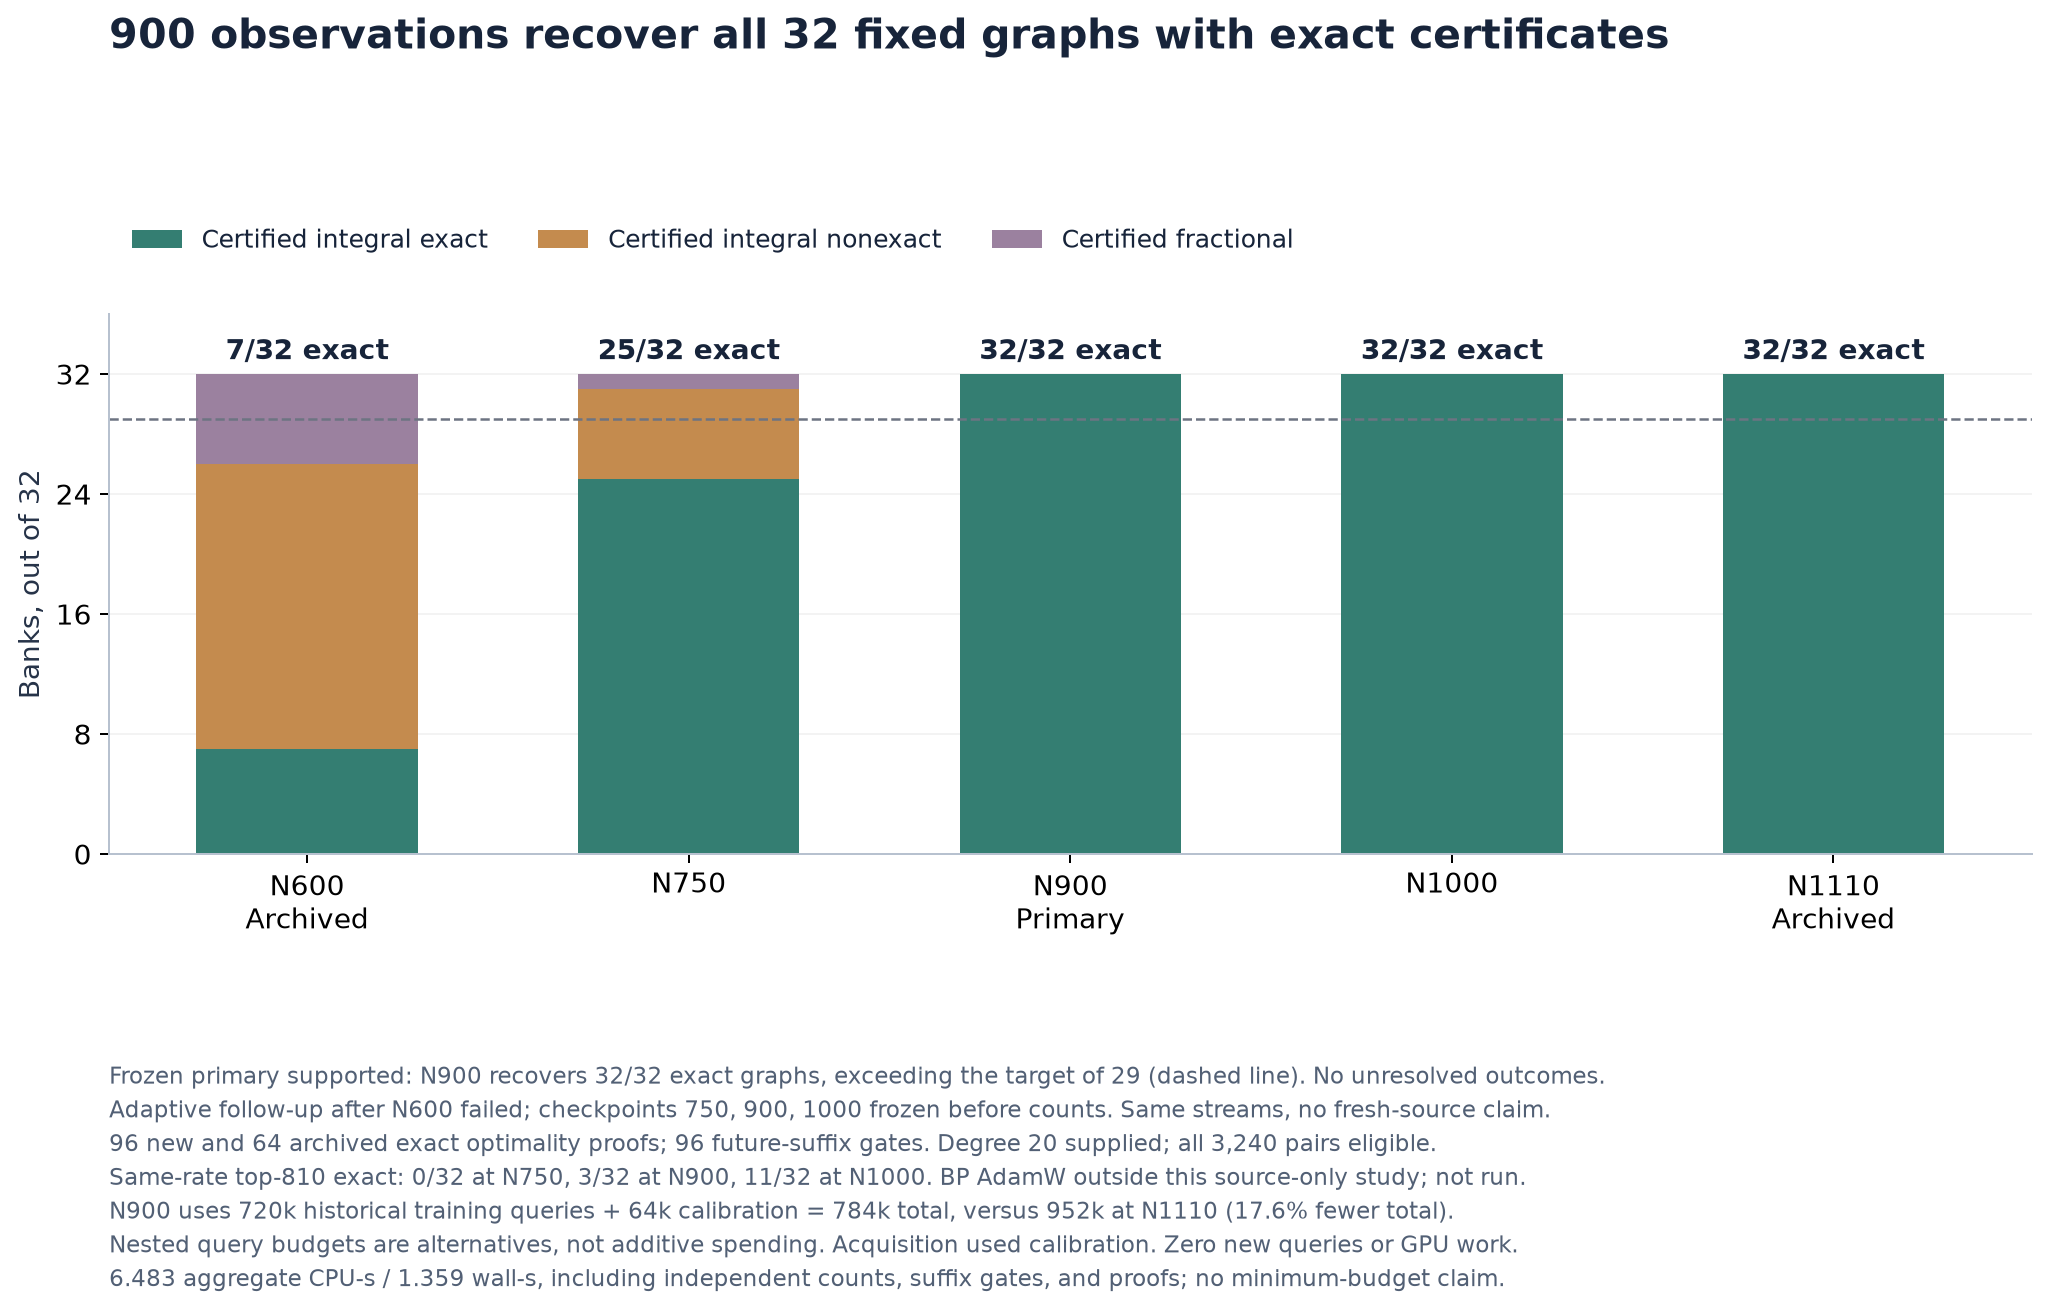 900 observations recover all 32 fixed graphs with exact certificates
Certified integral exact
Certified integral nonexact
Certified fractional
7/32 exact
25/32 exact
32/32 exact
32/32 exact
32/32 exact
Banks, out of 32
32
24
16
8
0
N600
Archived
N750
N900
Primary
N1000
N1110
Archived
Frozen primary supported: N900 recovers 32/32 exact graphs, exceeding the target of 29 (dashed line). No unresolved outcomes.
Adaptive follow-up after N600 failed; checkpoints 750, 900, 1000 frozen before counts. Same streams, no fresh-source claim.
96 new and 64 archived exact optimality proofs; 96 future-suffix gates. Degree 20 supplied; all 3,240 pairs eligible.
Same-rate top-810 exact: 0/32 at N750, 3/32 at N900, 11/32 at N1000. BP AdamW outside this source-only study; not run.
N900 uses 720k historical training queries + 64k calibration = 784k total, versus 952k at N1110 (17.6% fewer total).
Nested query budgets are alternatives, not additive spending. Acquisition used calibration. Zero new queries or GPU work.
6.483 aggregate CPU-s / 1.359 wall-s, including independent counts, suffix gates, and proofs; no minimum-budget claim.